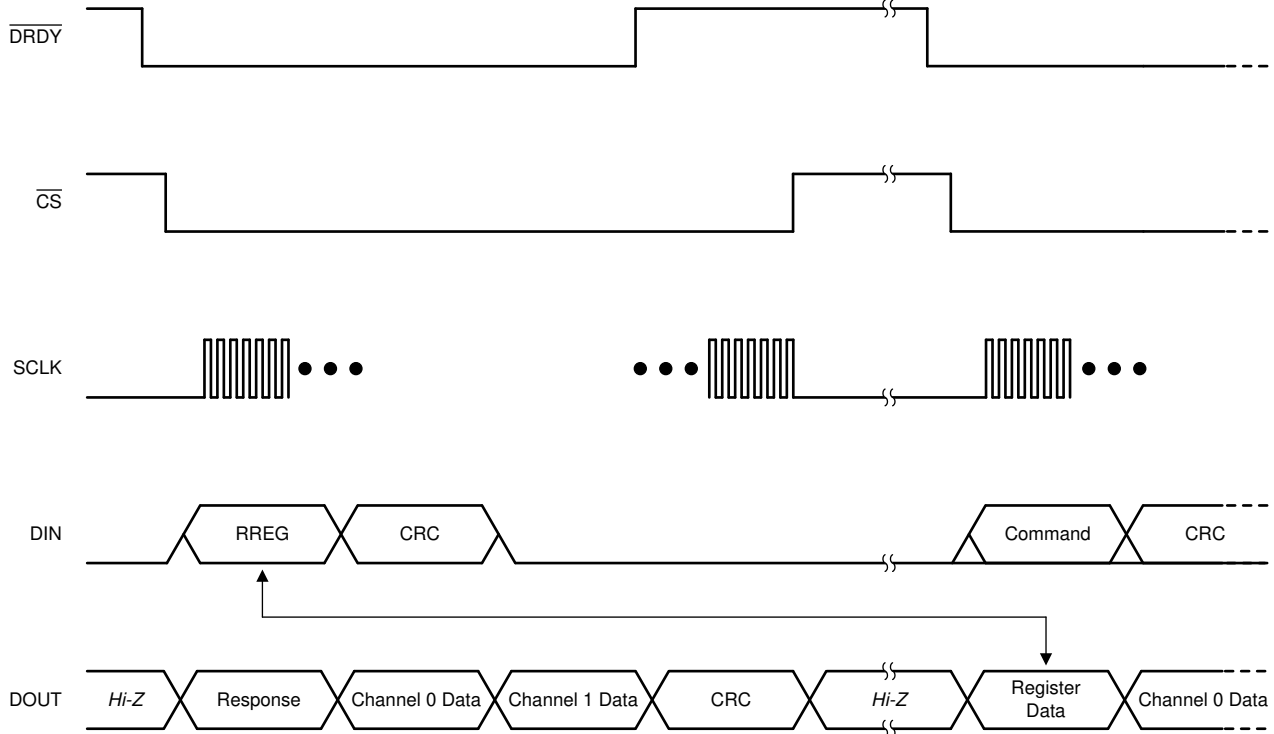 DRDY
CS
SCLK
DIN
RREG
CRC
Command
CRC
DOUT
Hi-Z
Response
Channel 0 Data
Channel 1 Data
CRC
Hi-Z
Register
Data
Channel 0 Data